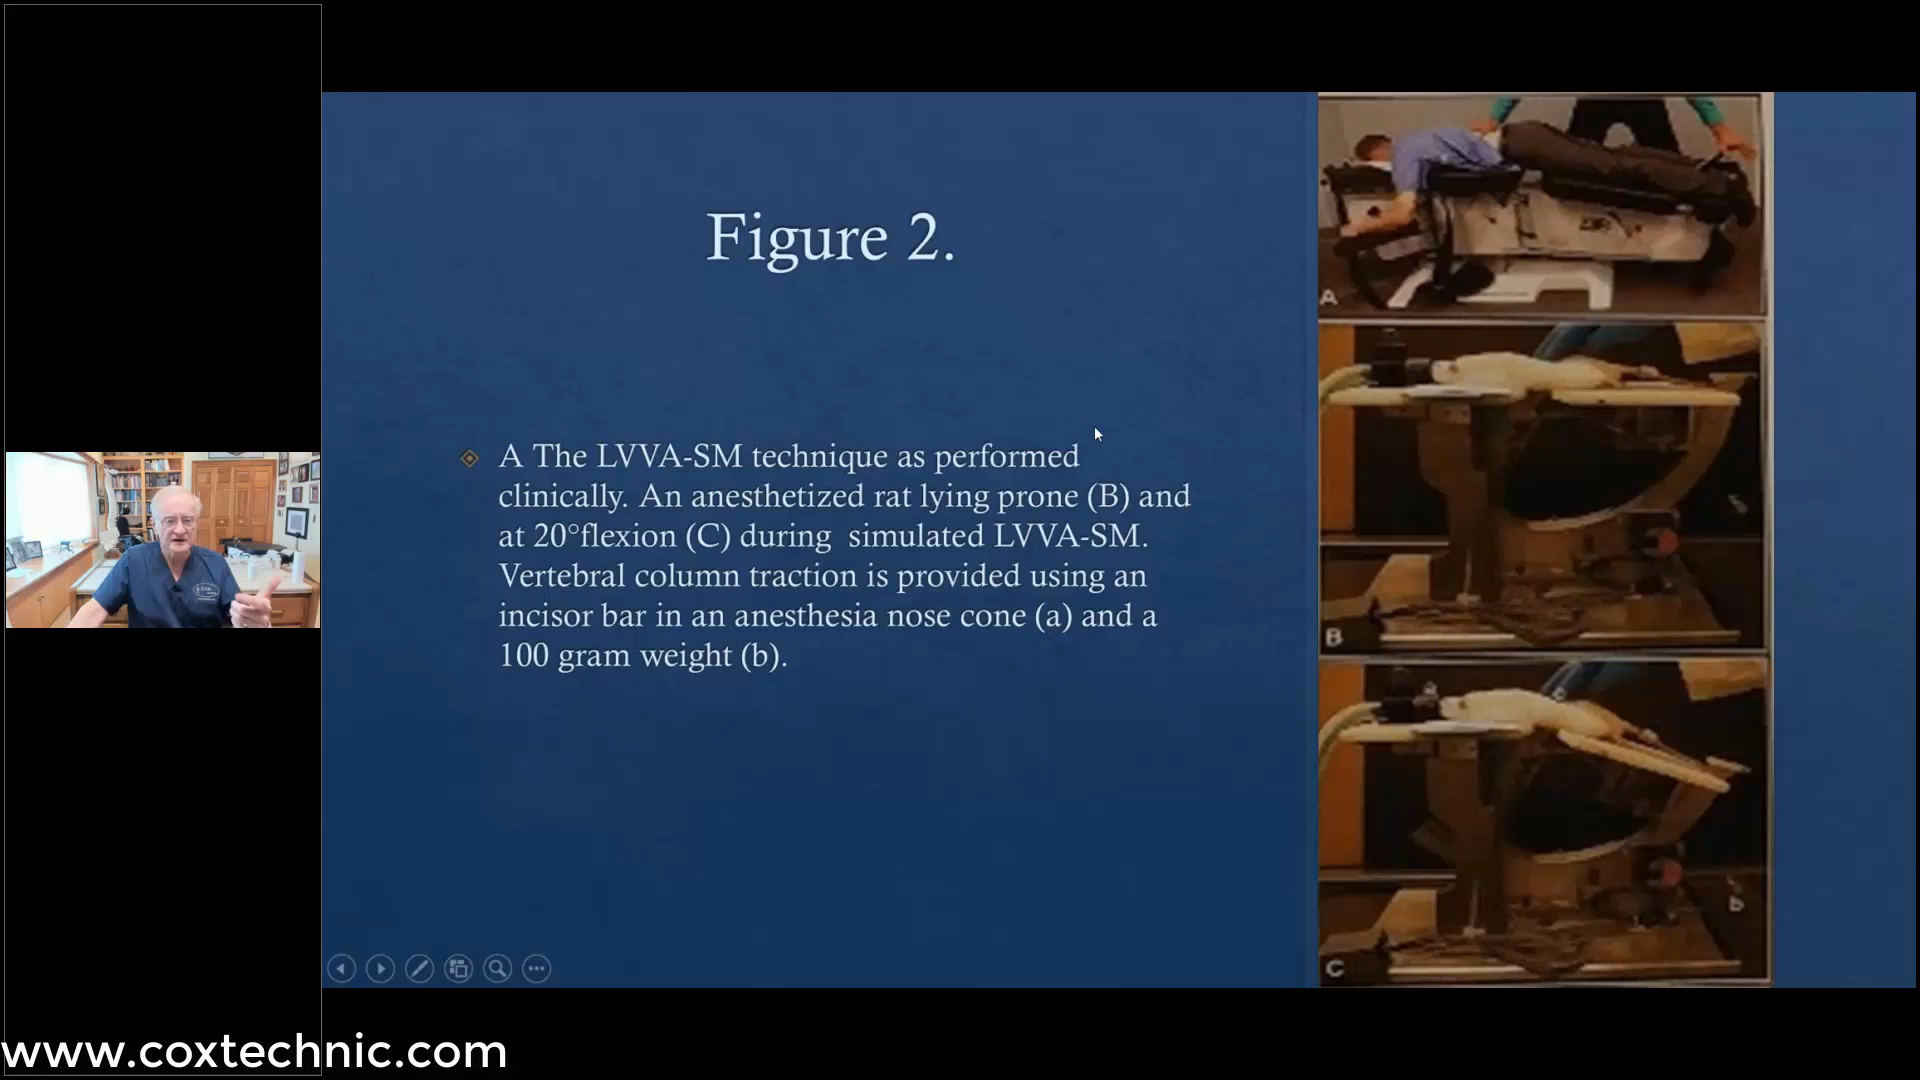 Figure 2.
A The LVVA-SM technique as performed
clinically. An anesthetized rat lying prone (B) and
at 20°flexion (C) during simulated LVVA-SM.
Vertebral column traction is provided using an
incisor bar in an anesthesia nose cone (a) and a
100 gram weight (b).
A
B
a
c
b
C
www.coxtechnic.com